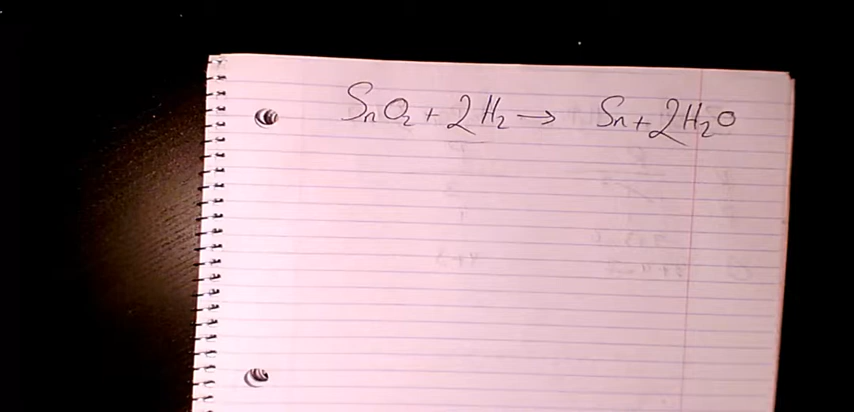 SnO₂ + 2H₂ → Sn + 2H₂O